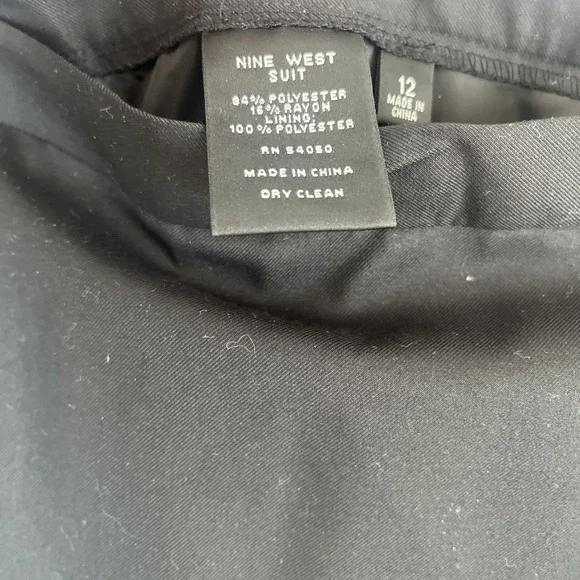 NINE WEST
SUIT
84% POLYESTER
16% RAYON
LINING:
100% POLYESTER
RN 54050
MADE IN CHINA
DRY CLEAN
12
MADE IN
CHINA